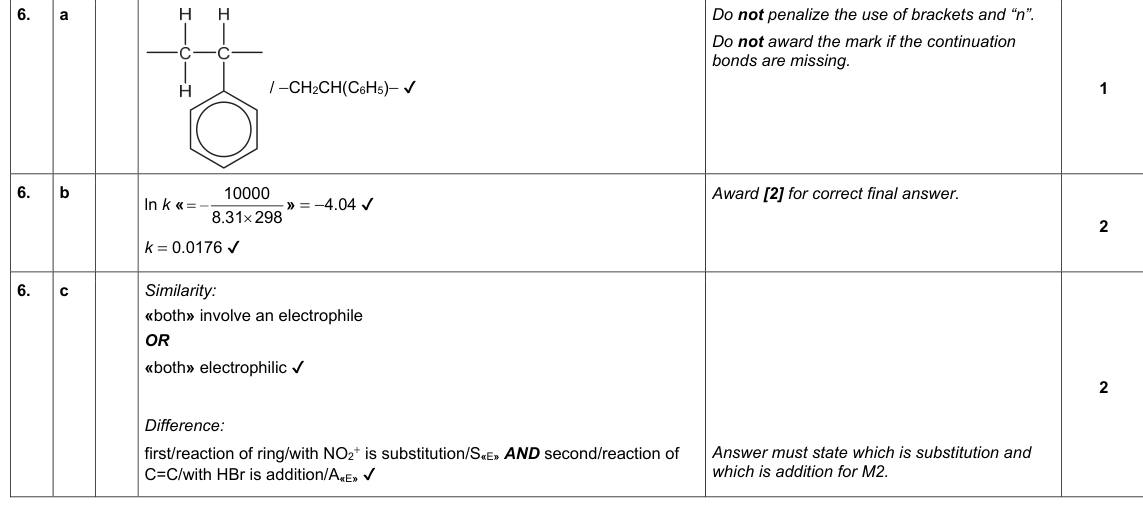 6. a
H H
C C
H
/ –CH₂CH(C₆H₅)– ✓
Do not penalize the use of brackets and “n”.
Do not award the mark if the continuation
bonds are missing.
1
6. b
ln k «= – 10000 / 8.31× 298 » = –4.04 ✓
k = 0.0176 ✓
Award [2] for correct final answer.
2
6. c
Similarity:
«both» involve an electrophile
OR
«both» electrophilic ✓
Difference:
first/reaction of ring/with NO₂⁺ is substitution/S«E» AND second/reaction of
C=C/with HBr is addition/A«E» ✓
Answer must state which is substitution and
which is addition for M2.
2